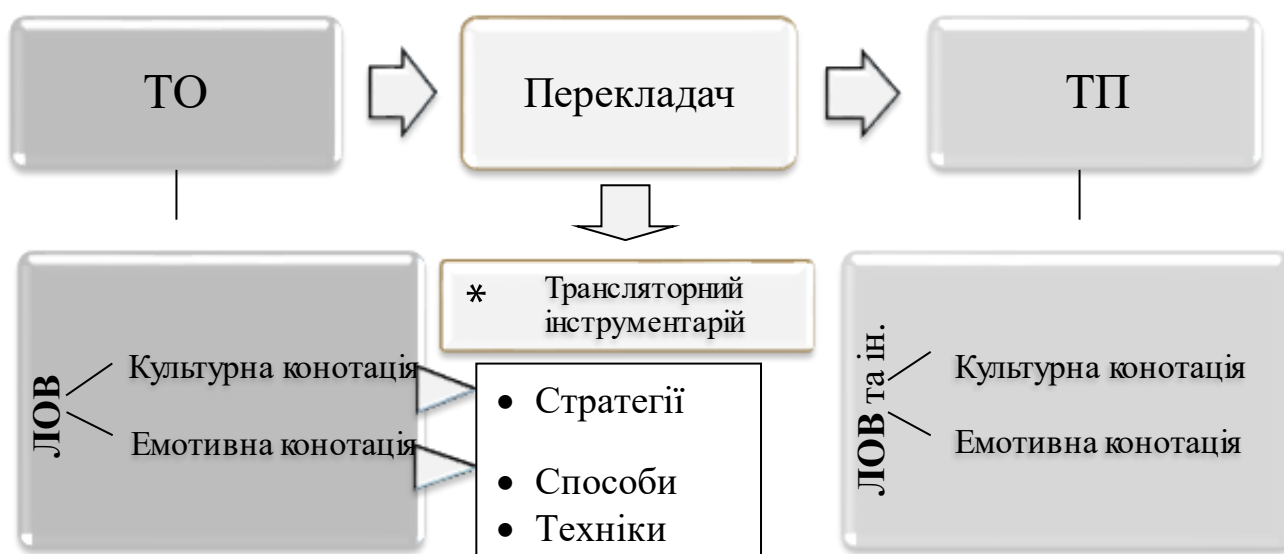 ТО
Перекладач
ТП
* Трансляторний
інструментарій
ЛОВ
Культурна конотація
Емотивна конотація
• Стратегії
• Способи
• Техніки
ЛОВ та ін.
Культурна конотація
Емотивна конотація